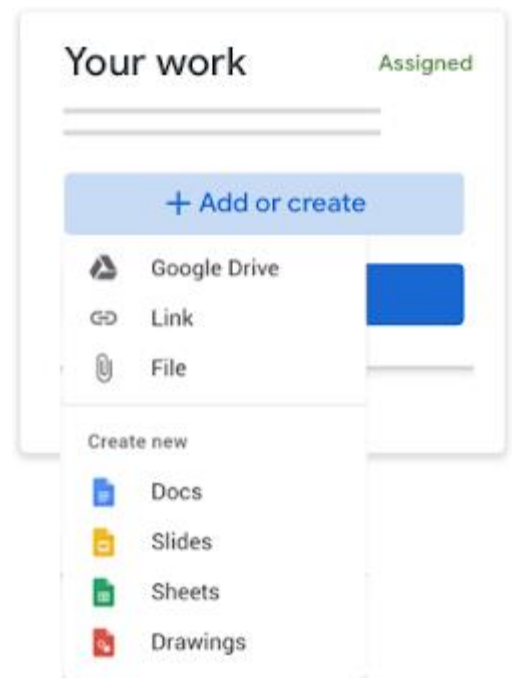 Your work
Assigned
+ Add or create
Google Drive
Link
File
Create new
Docs
Slides
Sheets
Drawings